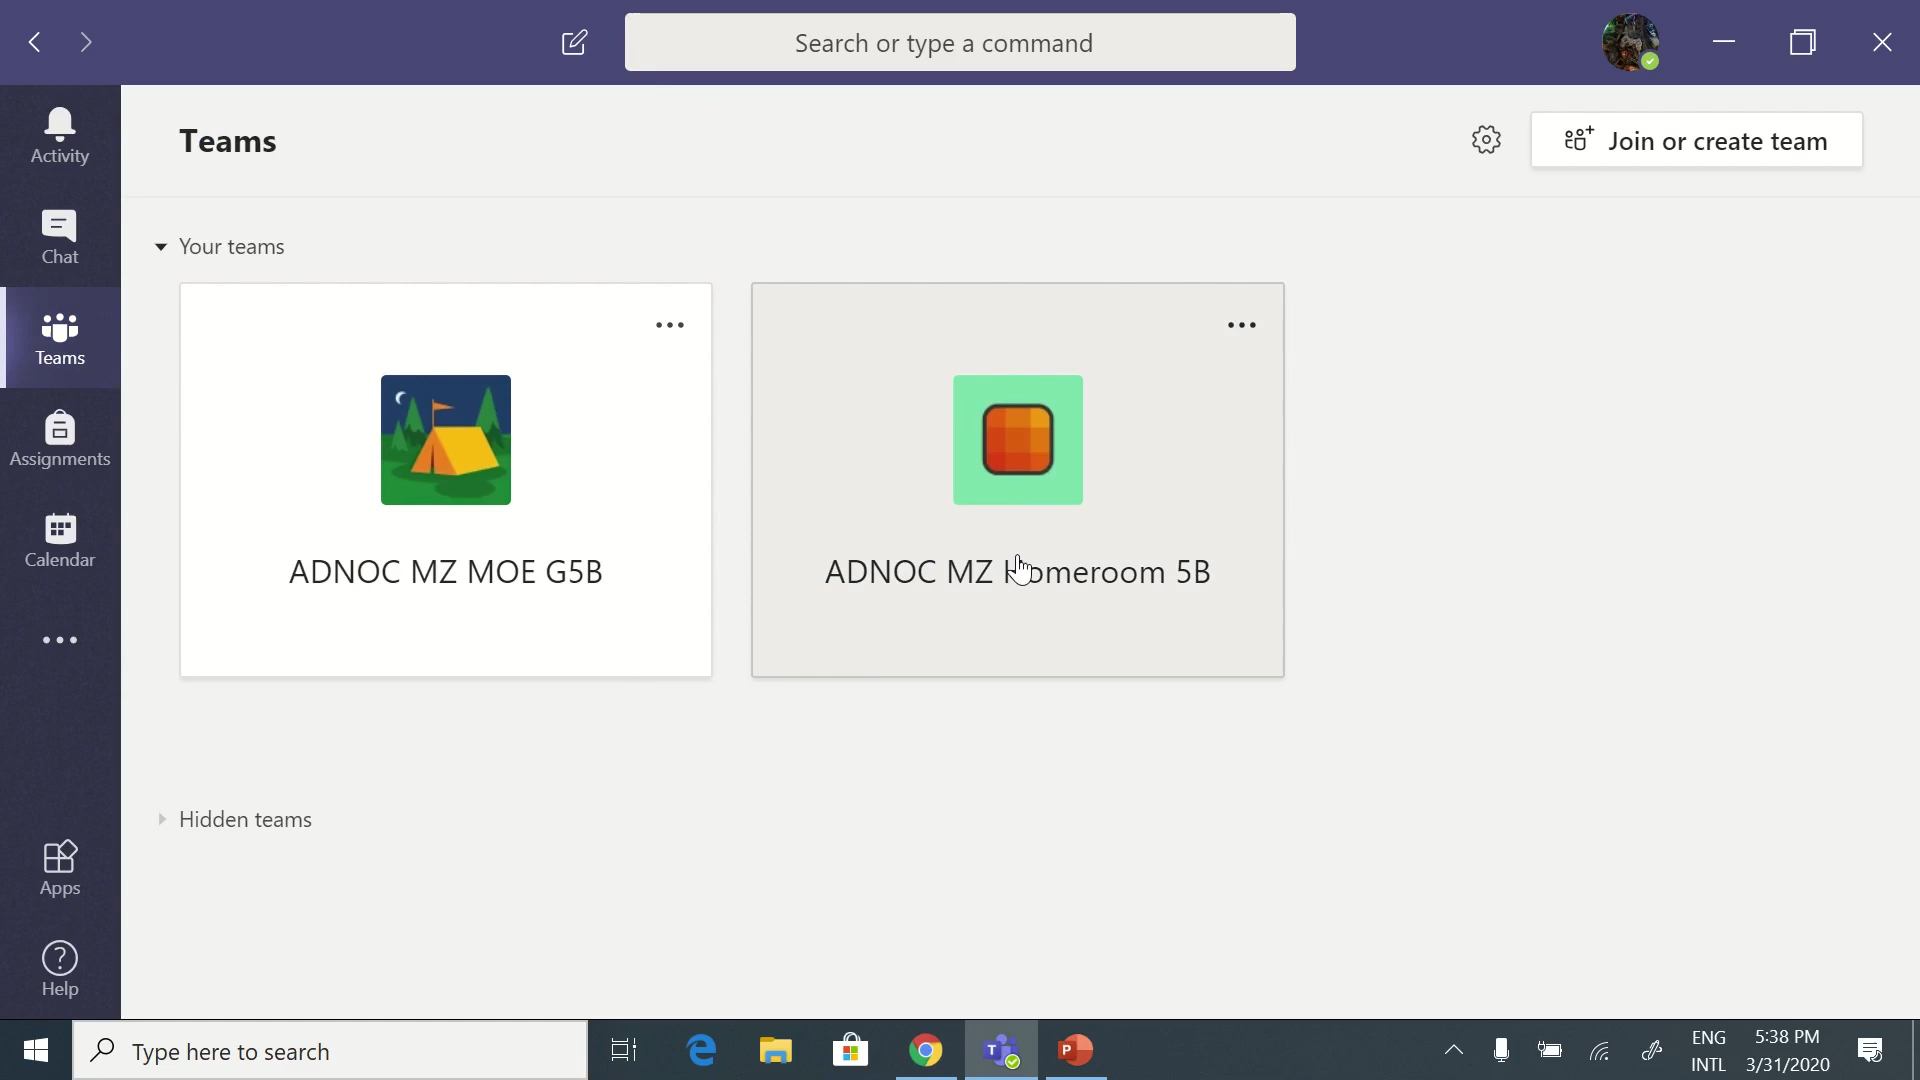 Search or type a command
Activity
Chat
Teams
Assignments
Calendar
Apps
Help
Teams
Join or create team
Your teams
ADNOC MZ MOE G5B
ADNOC MZ Homeroom 5B
Hidden teams
Type here to search
ENG
INTL
5:38 PM
3/31/2020